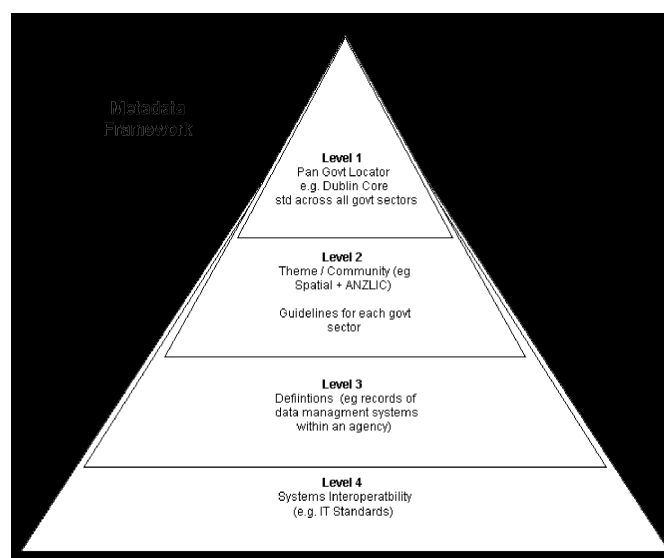 Metadata
Framework
Level 1
Pan Govt Locator
e.g. Dublin Core
std across all govt sectors
Level 2
Theme / Community (eg
Spatial + ANZLIC)
Guidelines for each govt
sector
Level 3
Defiintions (eg records of
data managment systems
within an agency)
Level 4
Systems Interoperatbility
(e.g. IT Standards)